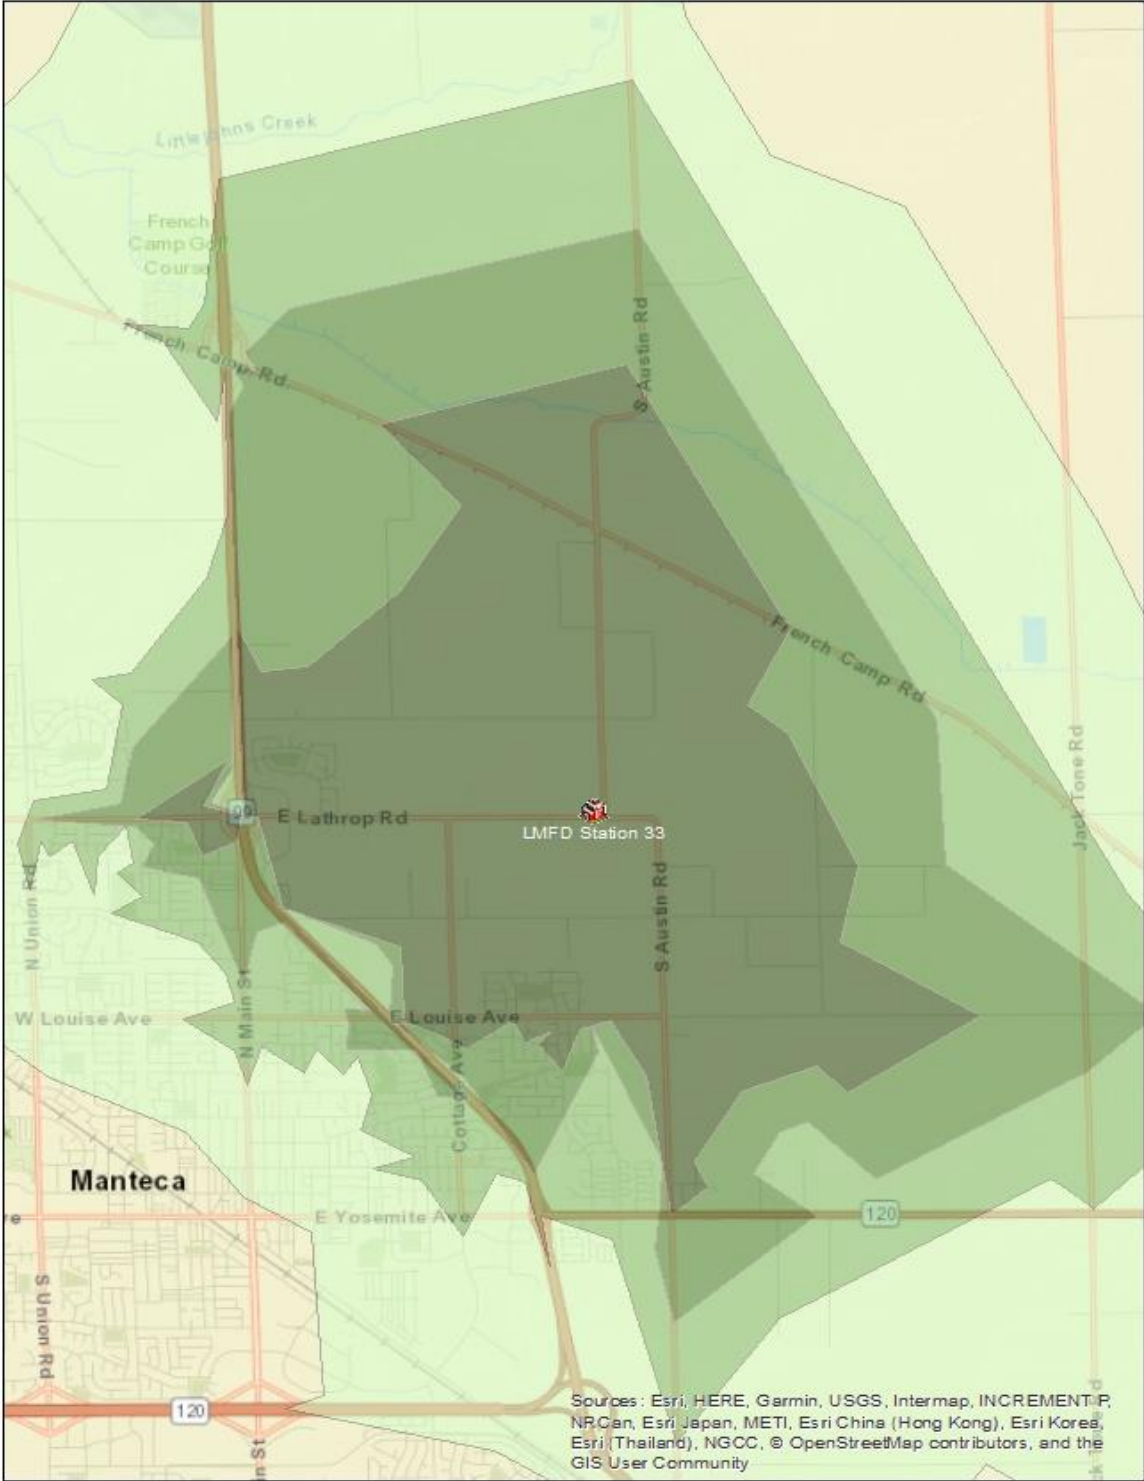 Littlejohns Creek
French
Camp Golf
Course
S Austin Rd
French Camp Rd
French Camp Rd
Jack Tone Rd
99
E Lathrop Rd
LMFD Station 33
N Union Rd
S Austin Rd
N Main St
W Louise Ave
E Louise Ave
Cottage Ave
Manteca
E Yosemite Ave
120
S Union Rd
120
Sources: Esri, HERE, Garmin, USGS, Intermap, INCREMENT P,
NRCan, Esri Japan, METI, Esri China (Hong Kong), Esri Korea,
Esri (Thailand), NGCC, © OpenStreetMap contributors, and the
GIS User Community